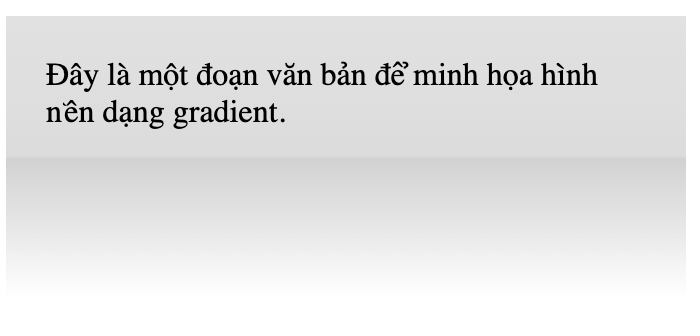 Đây là một đoạn văn bản để minh họa hình
nền dạng gradient.